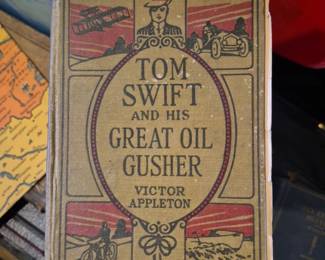 TOM
SWIFT
AND HIS
GREAT OIL
GUSHER
VICTOR
APPLETON